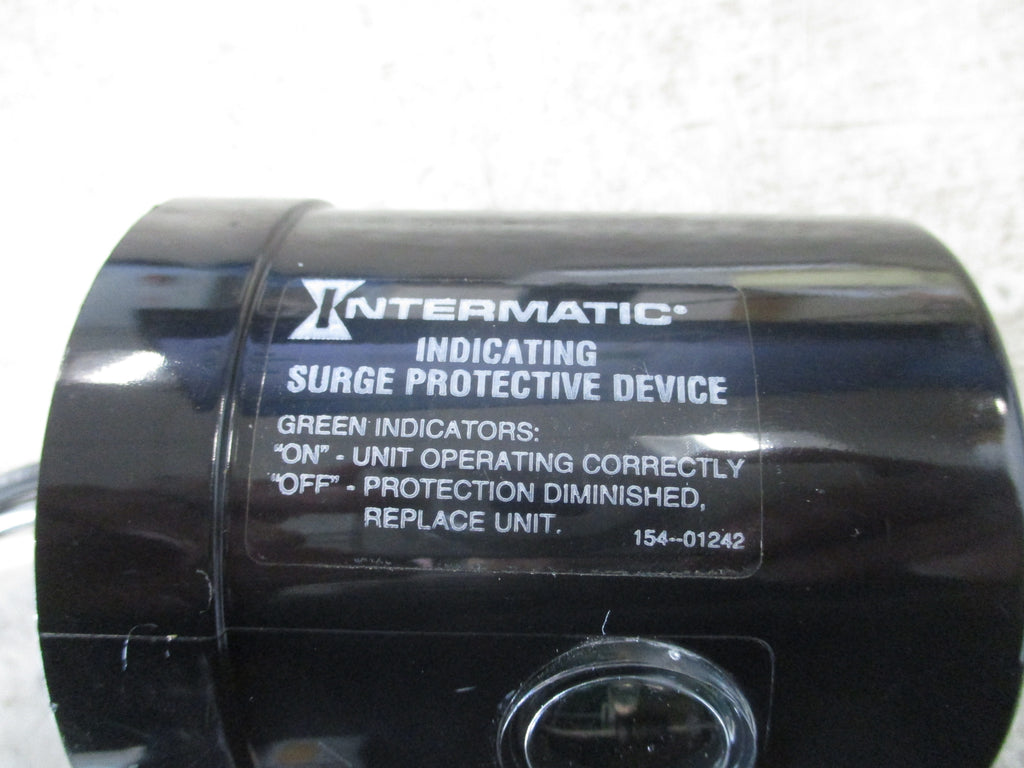 INTERMATIC®
INDICATING
SURGE PROTECTIVE DEVICE
GREEN INDICATORS:
"ON" - UNIT OPERATING CORRECTLY
"OFF" - PROTECTION DIMINISHED,
REPLACE UNIT.
154--01242